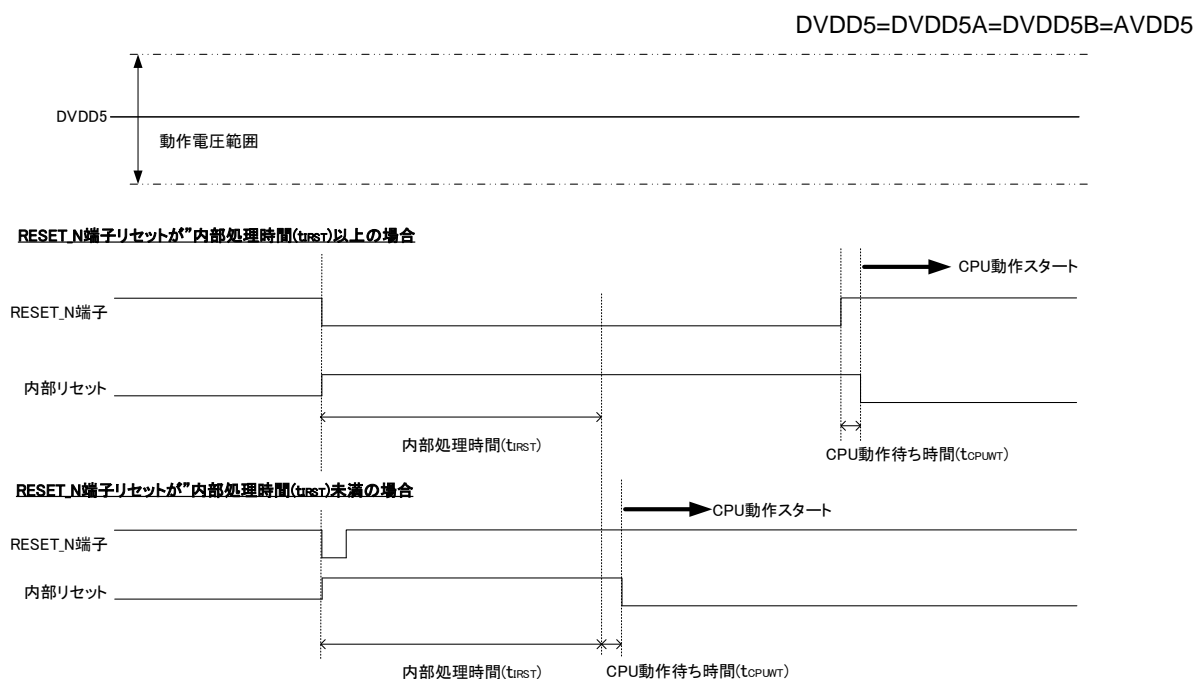 DVDD5=DVDD5A=DVDD5B=AVDD5
DVDD5
動作電圧範囲
RESET_N端子リセットが"内部処理時間(tIRST)以上の場合
CPU動作スタート
RESET_N端子
内部リセット
内部処理時間(tIRST)
CPU動作待ち時間(tCPUWT)
RESET_N端子リセットが"内部処理時間(tIRST)未満の場合
CPU動作スタート
RESET_N端子
内部リセット
内部処理時間(tIRST)
CPU動作待ち時間(tCPUWT)